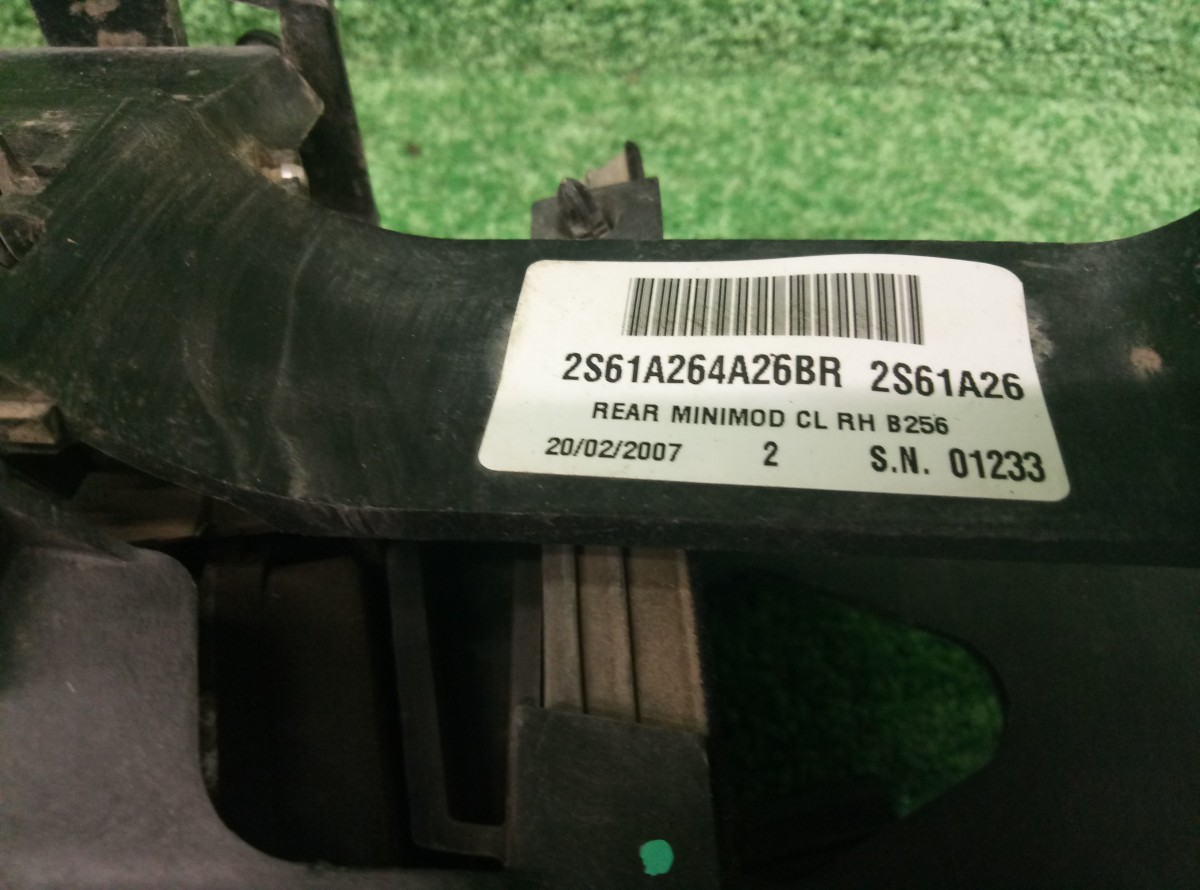 2S61A264A26BR 2S61A26
REAR MINIMOD CL RH B256
20/02/2007 2 S.N. 01233